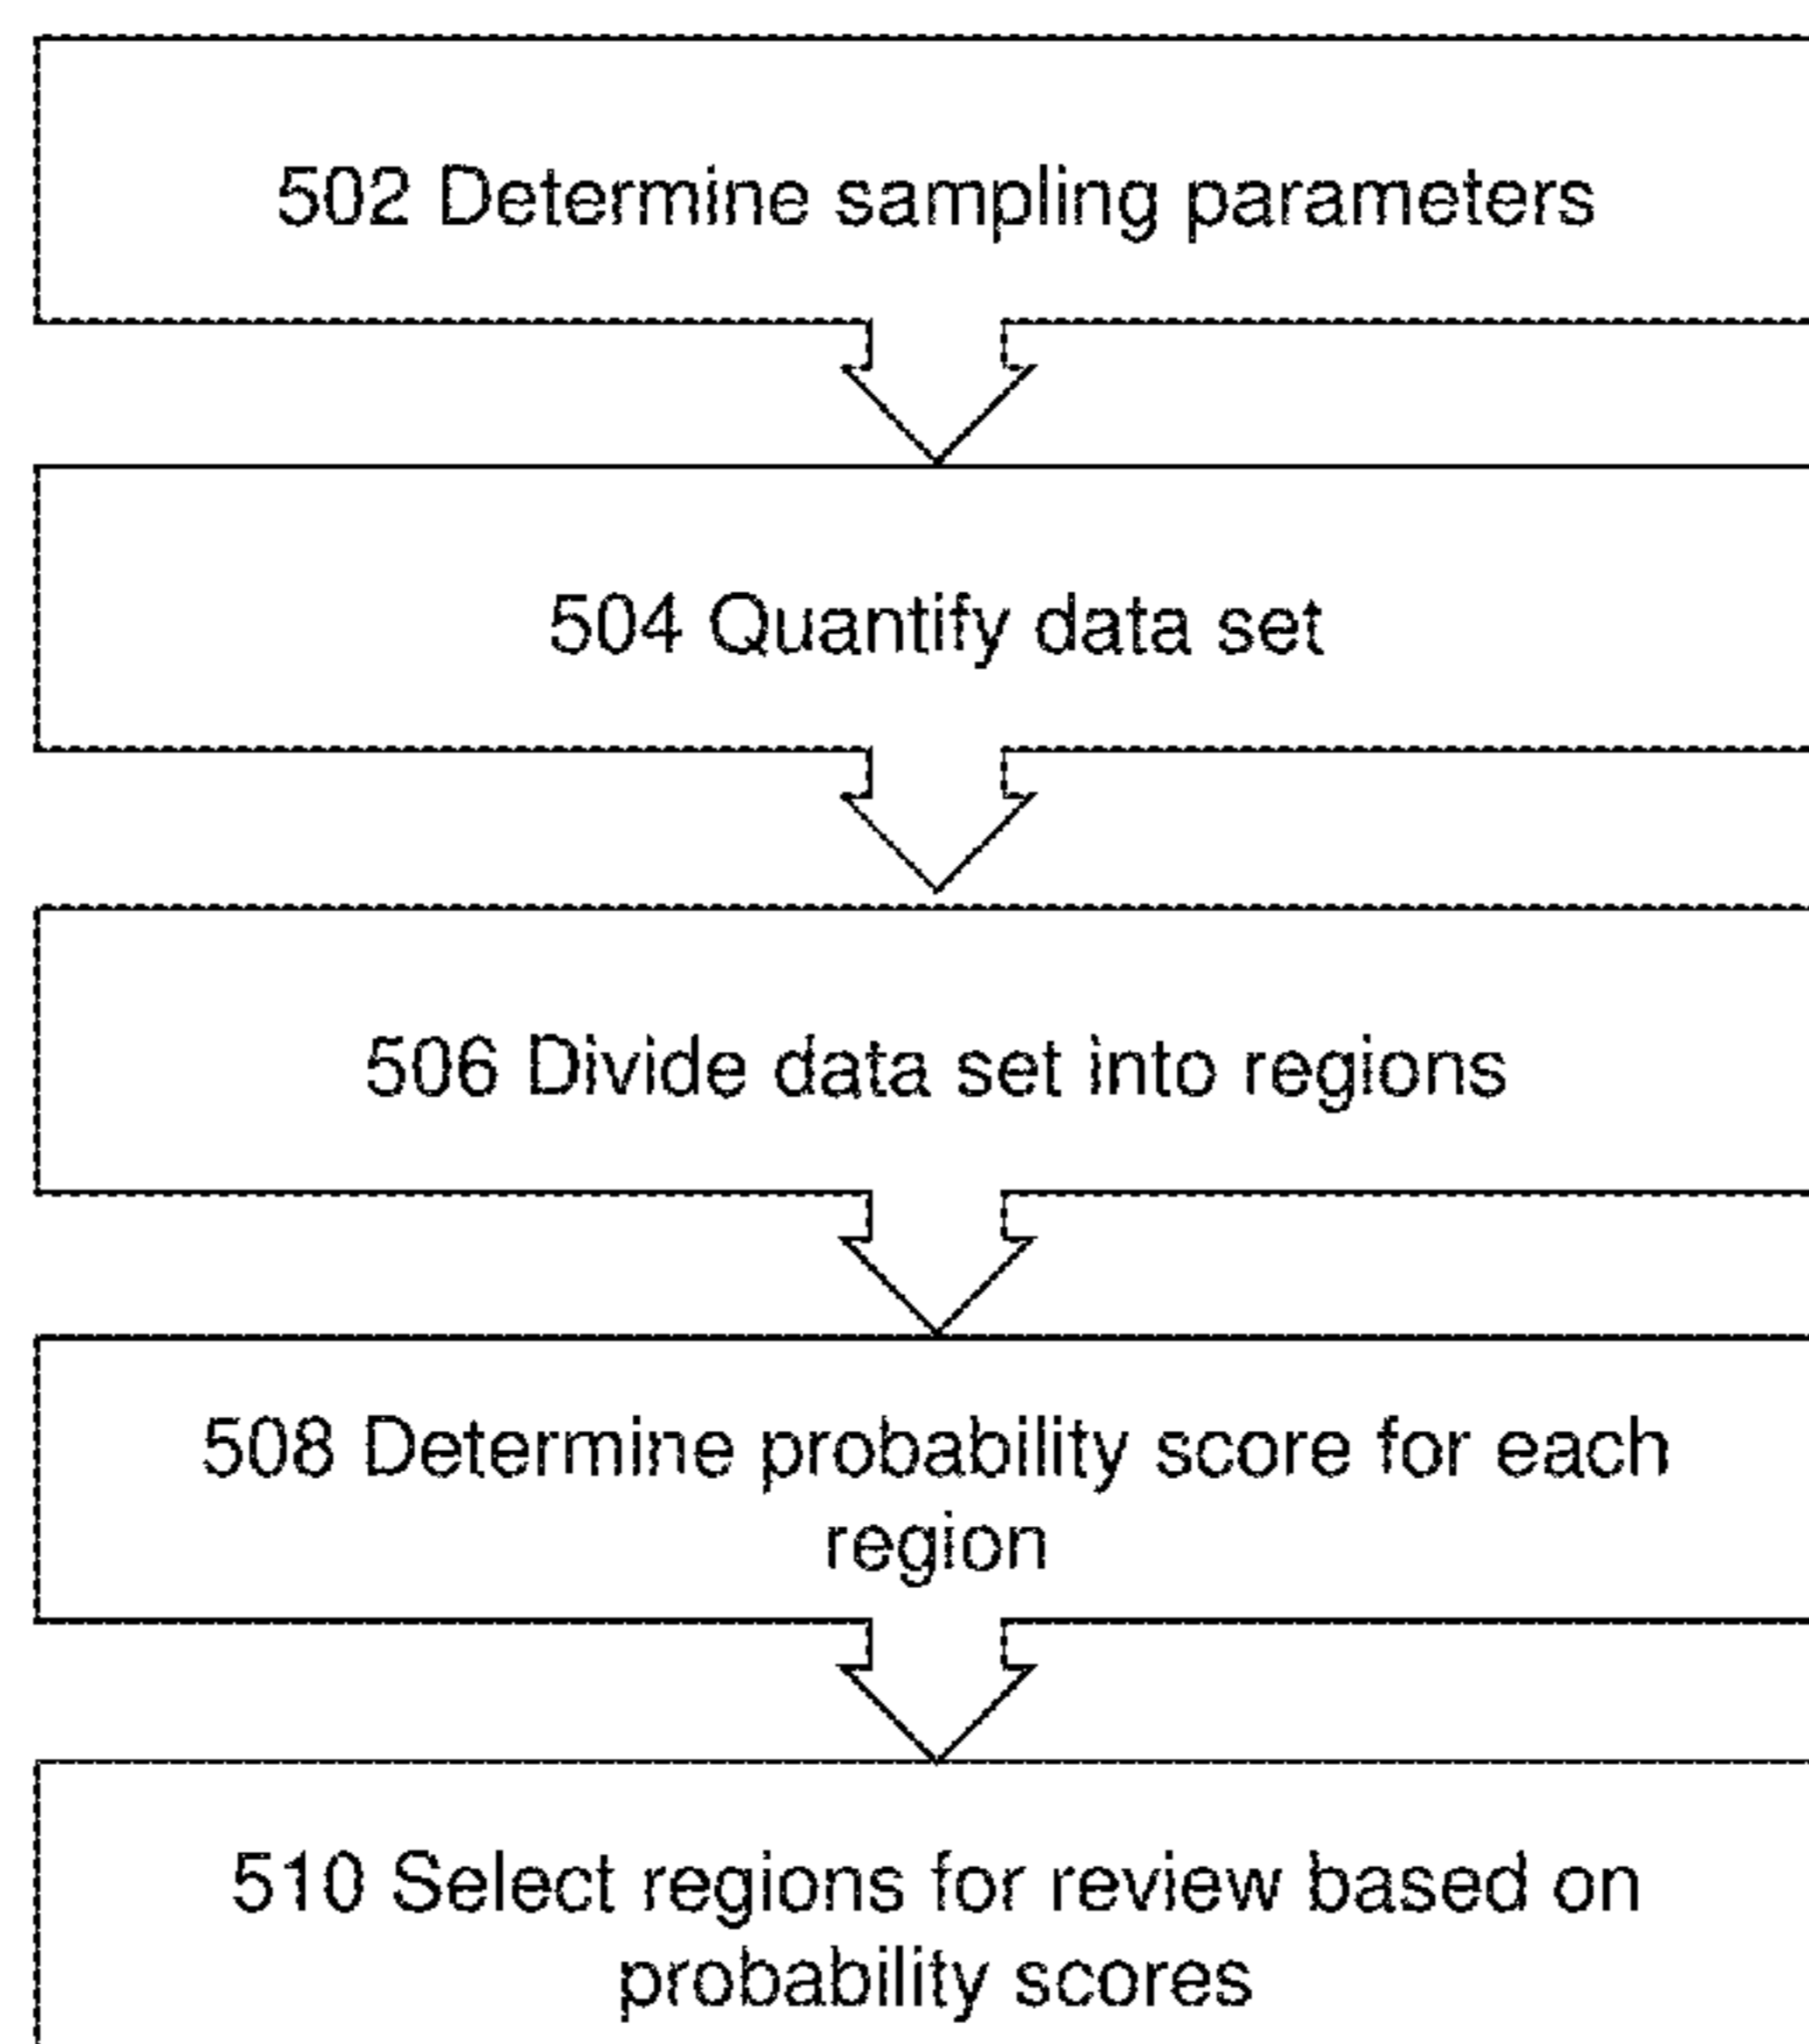 502 Determine sampling parameters
504 Quantify data set
506 Divide data set into regions
508 Determine probability score for each
region
510 Select regions for review based on
probability scores